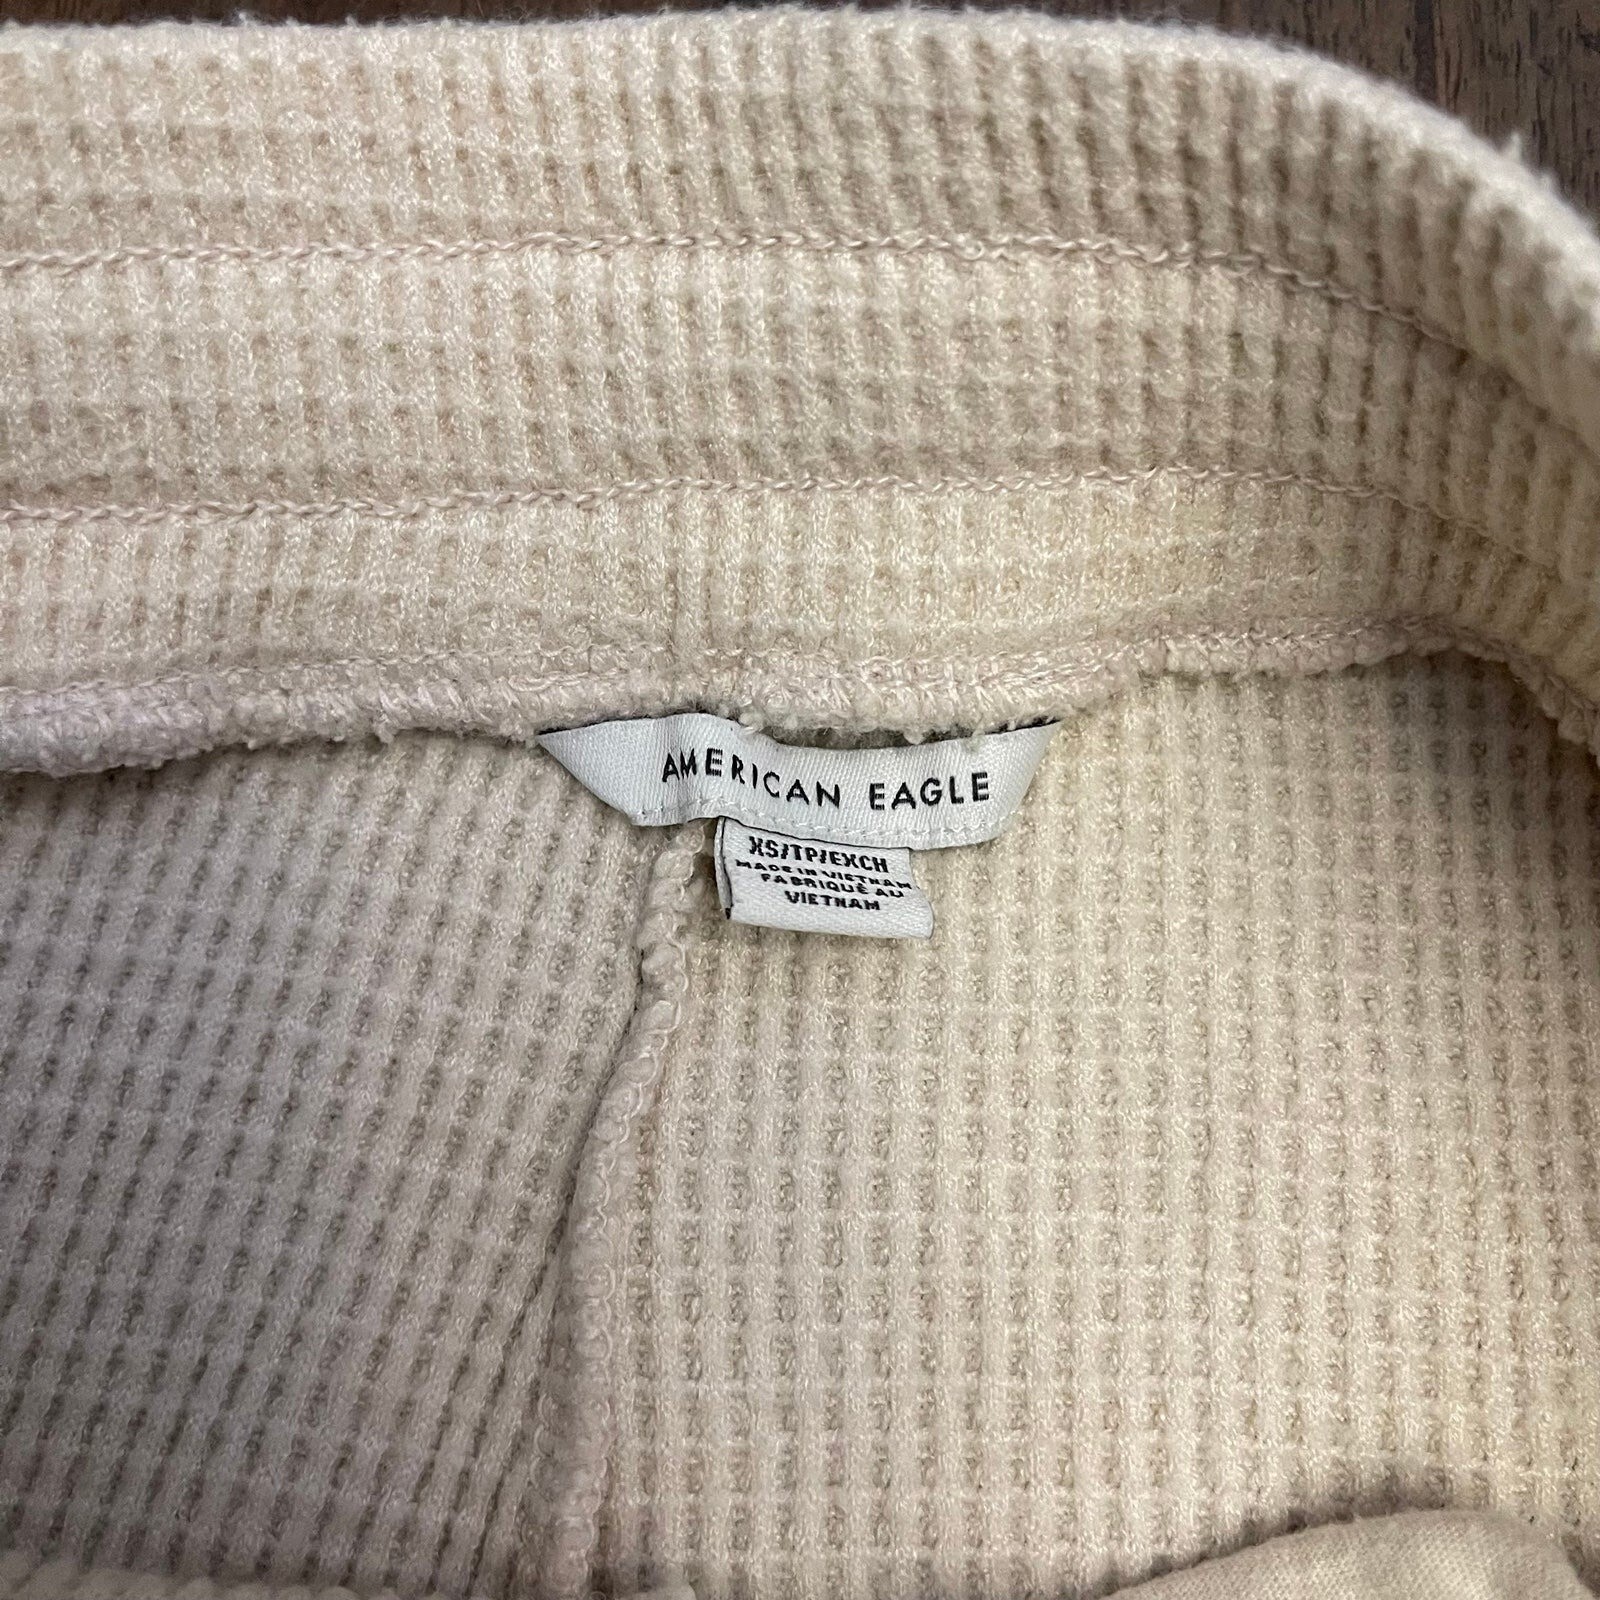 AMERICAN EAGLE
XS/TP/EXCH
MADE IN VIETNAM
FABRIQUÉ AU
VIETNAM